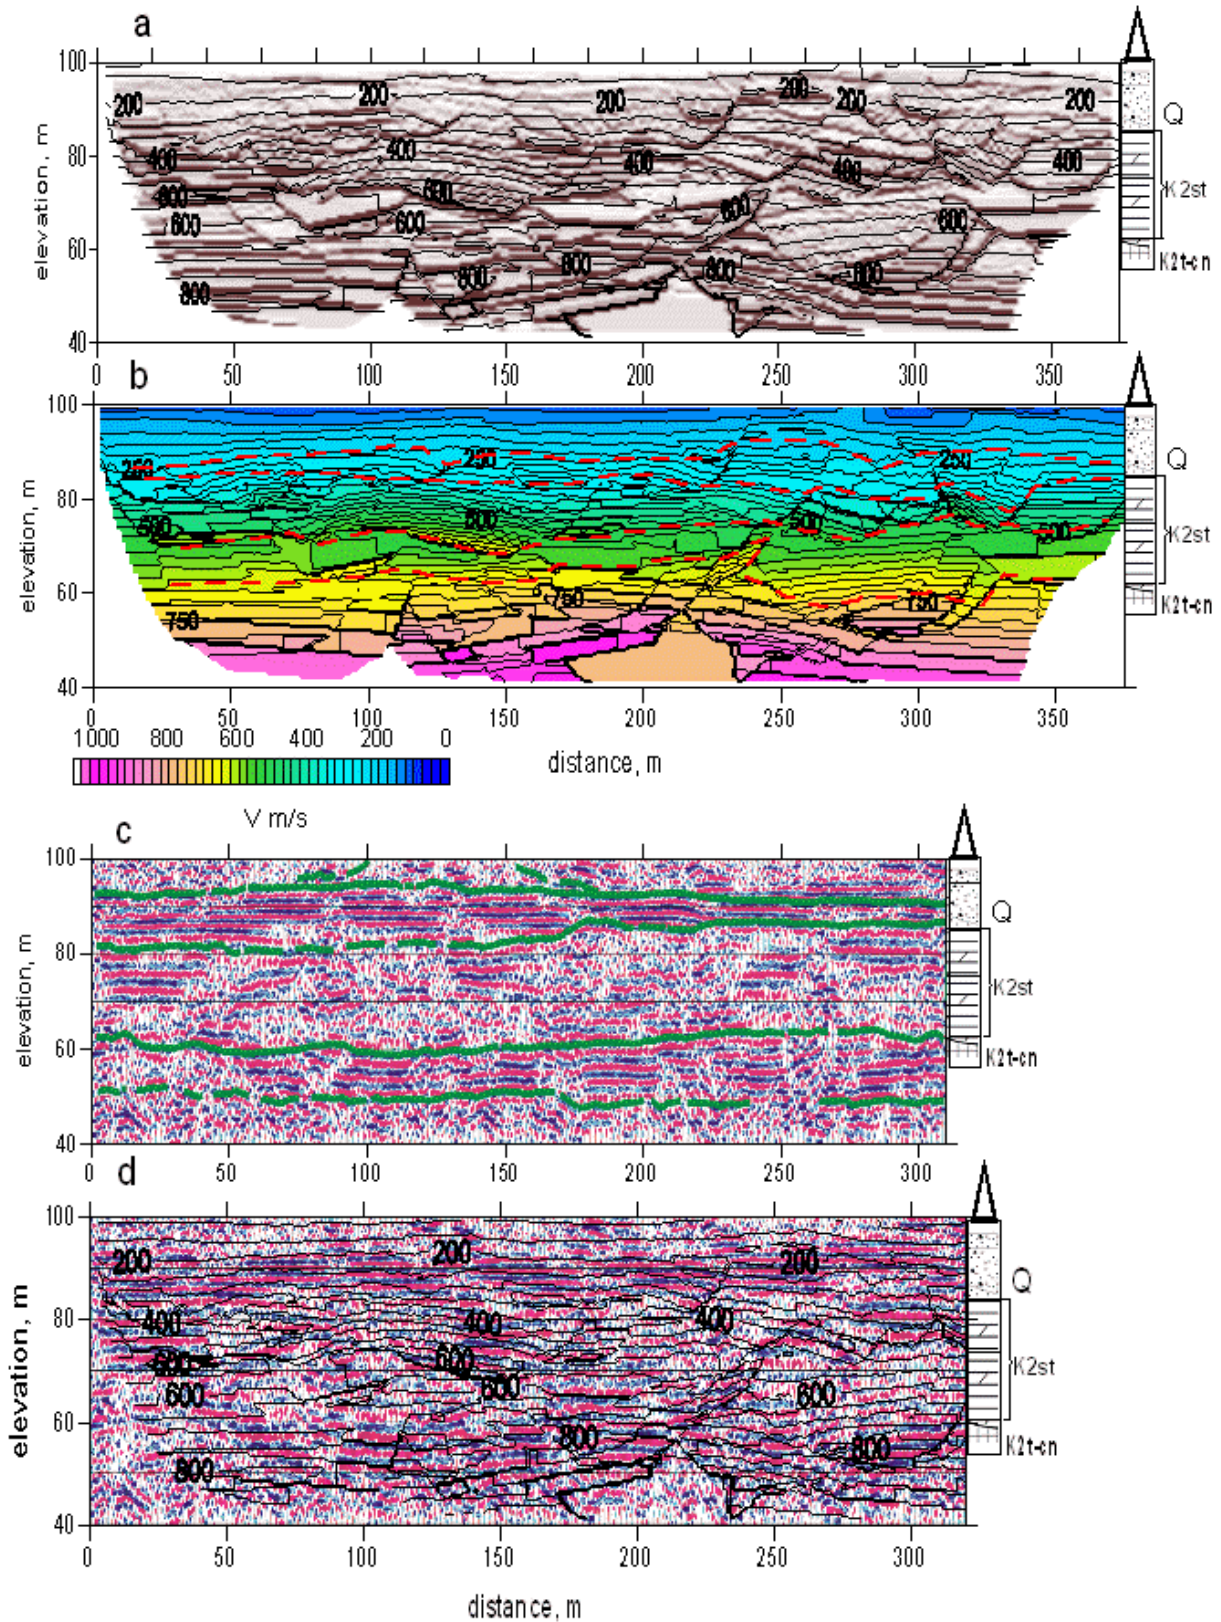 a
100
200 200 200 200 200 200
Q
80
400 400 400 400 400
K2st
600 600 600 600 600 600
60
K2t-cn
800 800 800 800 800
40
0 50 100 150 200 250 300 350
elevation, m
b
100
250 250 250
Q
80
500 500 500 500
K2st
60
750 750 750
K2t-cn
40
0 50 100 150 200 250 300 350
elevation, m
1000 800 600 400 200 0
distance, m
V m/s
c
100
Q
80
K2st
60
K2t-cn
40
0 50 100 150 200 250 300
elevation, m
d
100
200 200 200
Q
80
400 400 400
K2st
600 600
600 600 600
60
800 800
K2t-cn
800
40
0 50 100 150 200 250 300
elevation, m
distance, m